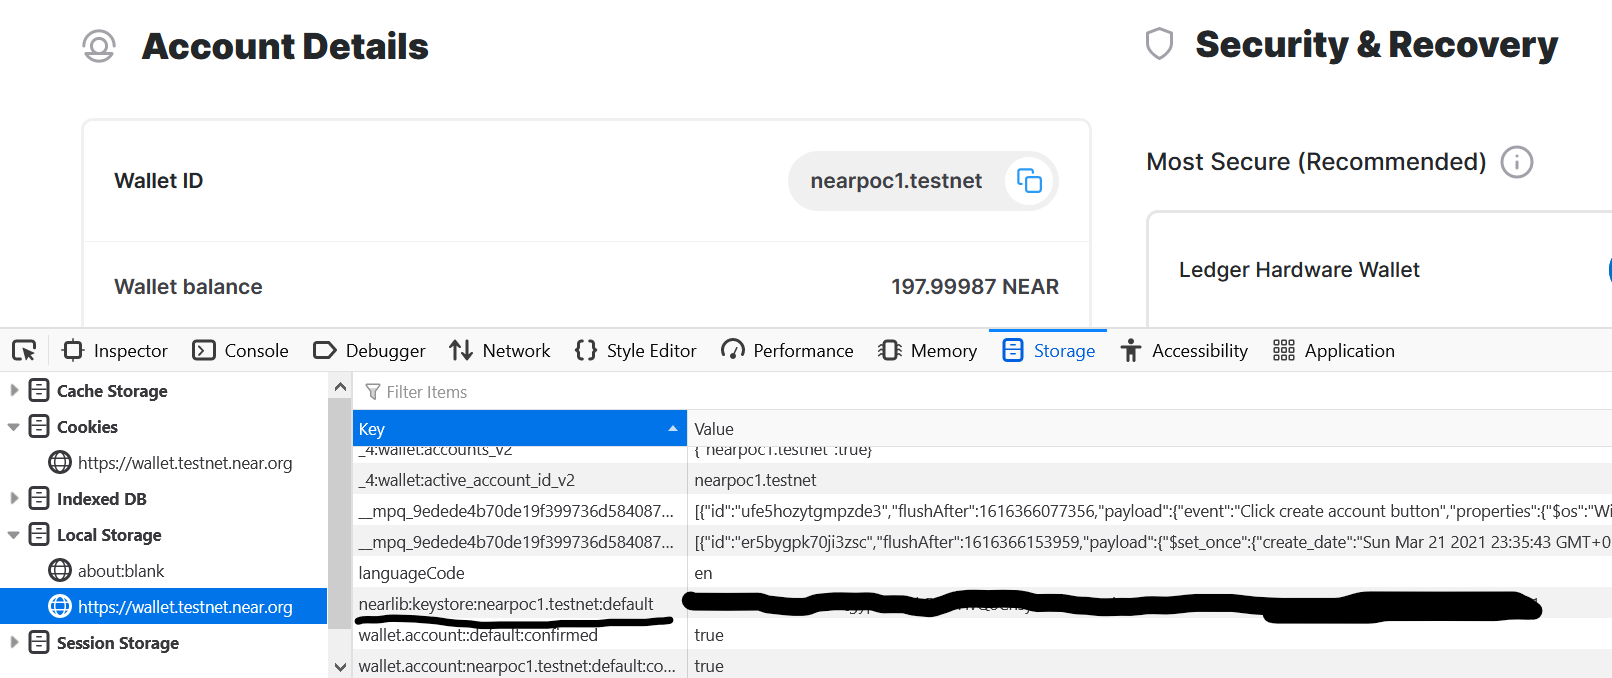 Account Details
Security & Recovery
Wallet ID
nearpoc1.testnet
Most Secure (Recommended)
Wallet balance
197.99987 NEAR
Ledger Hardware Wallet
Inspector Console Debugger Network Style Editor Performance Memory Storage Accessibility Application
Cache Storage
Cookies
https://wallet.testnet.near.org
Indexed DB
Local Storage
about:blank
https://wallet.testnet.near.org
Session Storage
Filter Items
Key Value
_4:wallet:accounts_v2 {"nearpoc1.testnet":true}
_4:wallet:active_account_id_v2 nearpoc1.testnet
__mpq_9edede4b70de19f399736d584087... [{"id":"ufe5hozytgmpzde3","flushAfter":1616366077356,"payload":{"event":"Click create account button","properties":{"$os":"Wi
__mpq_9edede4b70de19f399736d584087... [{"id":"er5bygpk70ji3zsc","flushAfter":1616366153959,"payload":{"$set_once":{"create_date":"Sun Mar 21 2021 23:35:43 GMT+0
languageCode en
nearlib:keystore:nearpoc1.testnet:default
wallet.account::default:confirmed true
wallet.account:nearpoc1.testnet:default:co... true